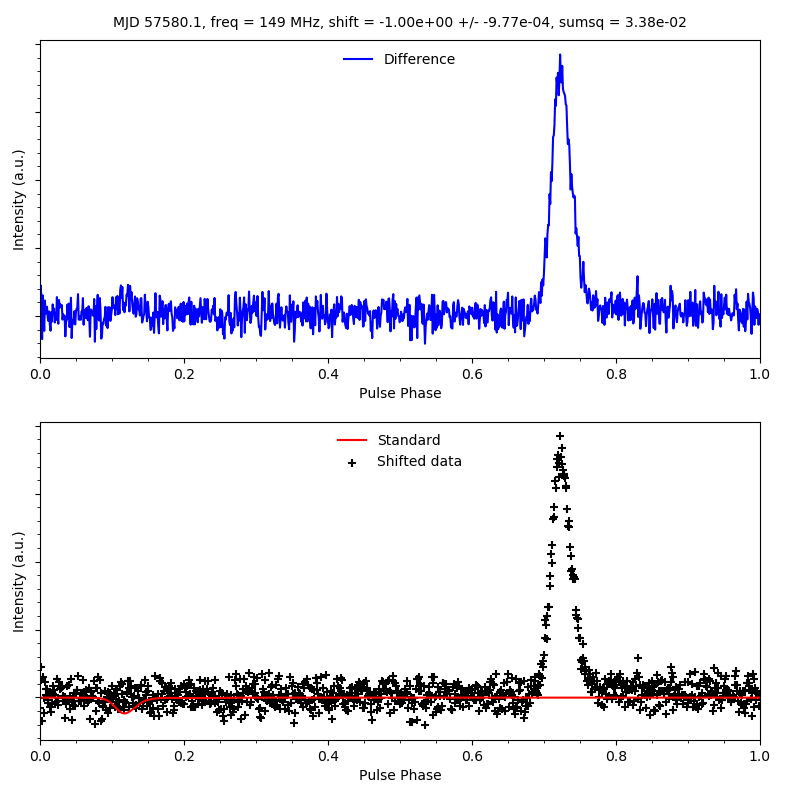 MJD 57580.1, freq = 149 MHz, shift = -1.00e+00 +/- -9.77e-04, sumsq = 3.38e-02
Difference
Intensity (a.u.)
0.0 0.2 0.4 0.6 0.8 1.0
Pulse Phase
Standard
Shifted data
Intensity (a.u.)
0.0 0.2 0.4 0.6 0.8 1.0
Pulse Phase